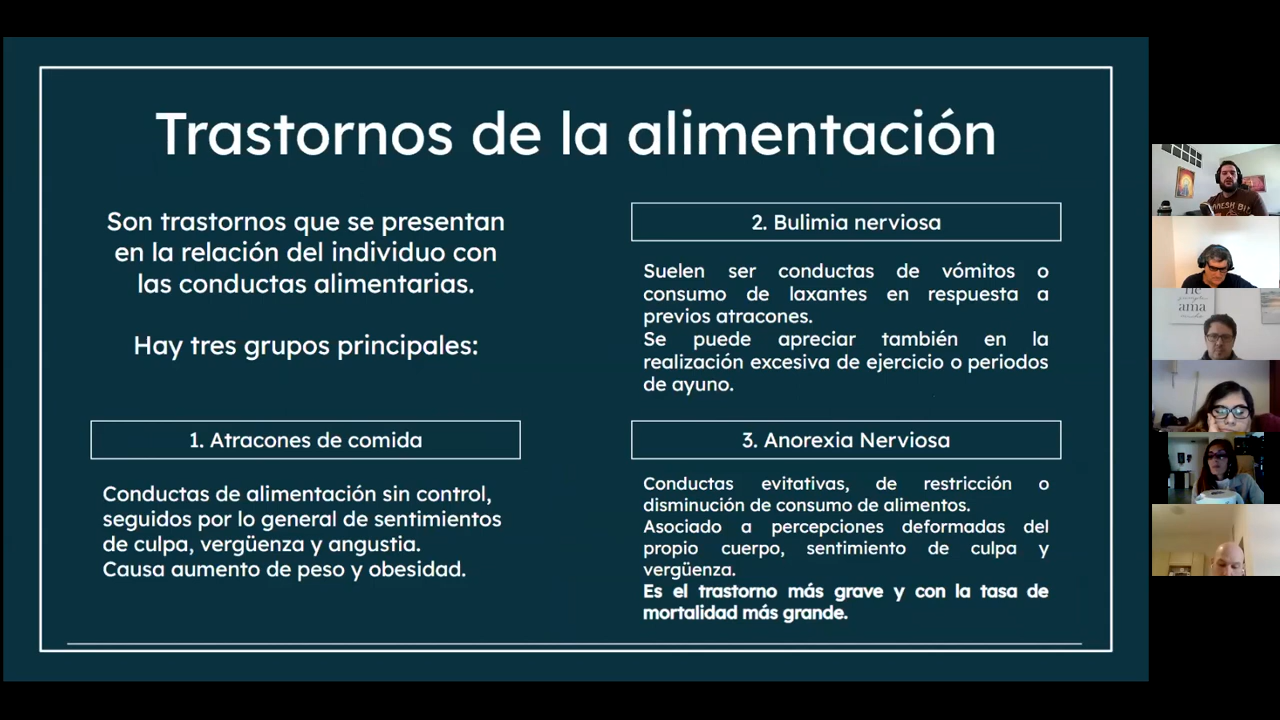 Trastornos de la alimentación
Son trastornos que se presentan
en la relación del individuo con
las conductas alimentarias.
Hay tres grupos principales:
1. Atracones de comida
Conductas de alimentación sin control,
seguidos por lo general de sentimientos
de culpa, vergüenza y angustia.
Causa aumento de peso y obesidad.
2. Bulimia nerviosa
Suelen ser conductas de vómitos o
consumo de laxantes en respuesta a
previos atracones.
Se puede apreciar también en la
realización excesiva de ejercicio o periodos
de ayuno.
3. Anorexia Nerviosa
Conductas evitativas, de restricción o
disminución de consumo de alimentos.
Asociado a percepciones deformadas del
propio cuerpo, sentimiento de culpa y
vergüenza.
Es el trastorno más grave y con la tasa de
mortalidad más grande.
ama